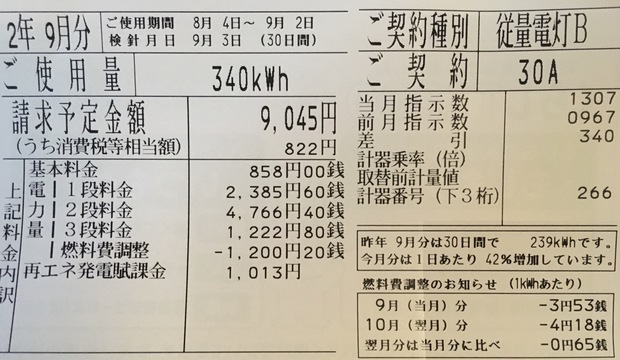 2年 9月分
ご使用期間 8月 4日～ 9月 2日
検針月日 9月 3日 (30日間)
ご使用量 340kWh
請求予定金額 9,045円
(うち消費税等相当額) 822円
上記料金内訳
基本料金 858円00銭
電力量
1段料金 2,385円60銭
2段料金 4,766円40銭
3段料金 1,222円80銭
燃料費調整 -1,200円20銭
再エネ発電賦課金 1,013円
ご契約種別 従量電灯B
ご契約 30A
当月指示数 1307
前月指示数 0967
差引 340
計器乗率(倍)
取替前計量値
計器番号(下3桁) 266
昨年 9月分は30日間で 239kWhです。
今月分は1日あたり 42%増加しています。
燃料費調整のお知らせ (1kWhあたり)
9月(当月)分 -3円53銭
10月(翌月)分 -4円18銭
翌月分は当月分に比べ -0円65銭